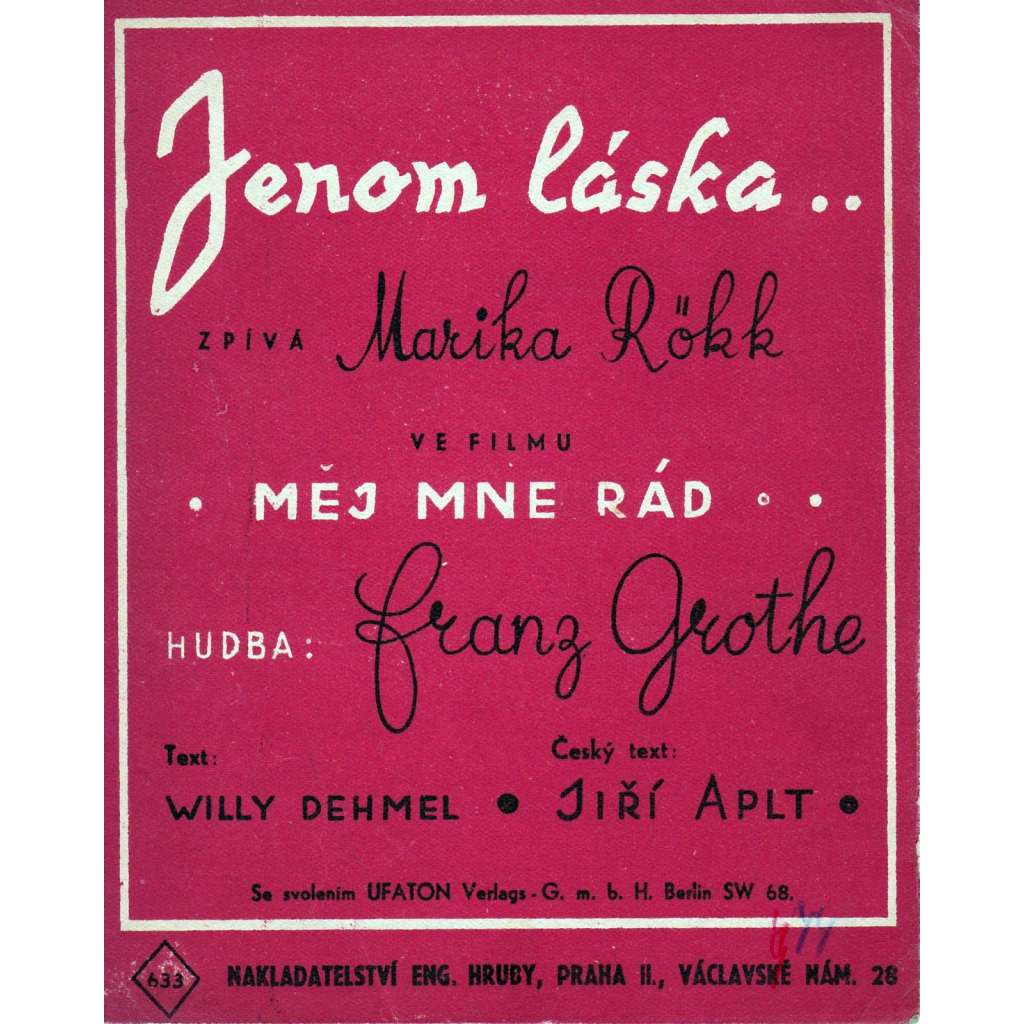 Jenom láska..
ZPÍVÁ Marika Rökk
VE FILMU
• MĚJ MNE RÁD • •
HUDBA: Franz Grothe
Text: Český text:
WILLY DEHMEL • JIŘÍ APLT •
Se svolením UFATON Verlags-G. m. b. H. Berlin SW 68.
633 NAKLADATELSTVÍ ENG. HRUBY, PRAHA II., VÁCLAVSKÉ NÁM. 28